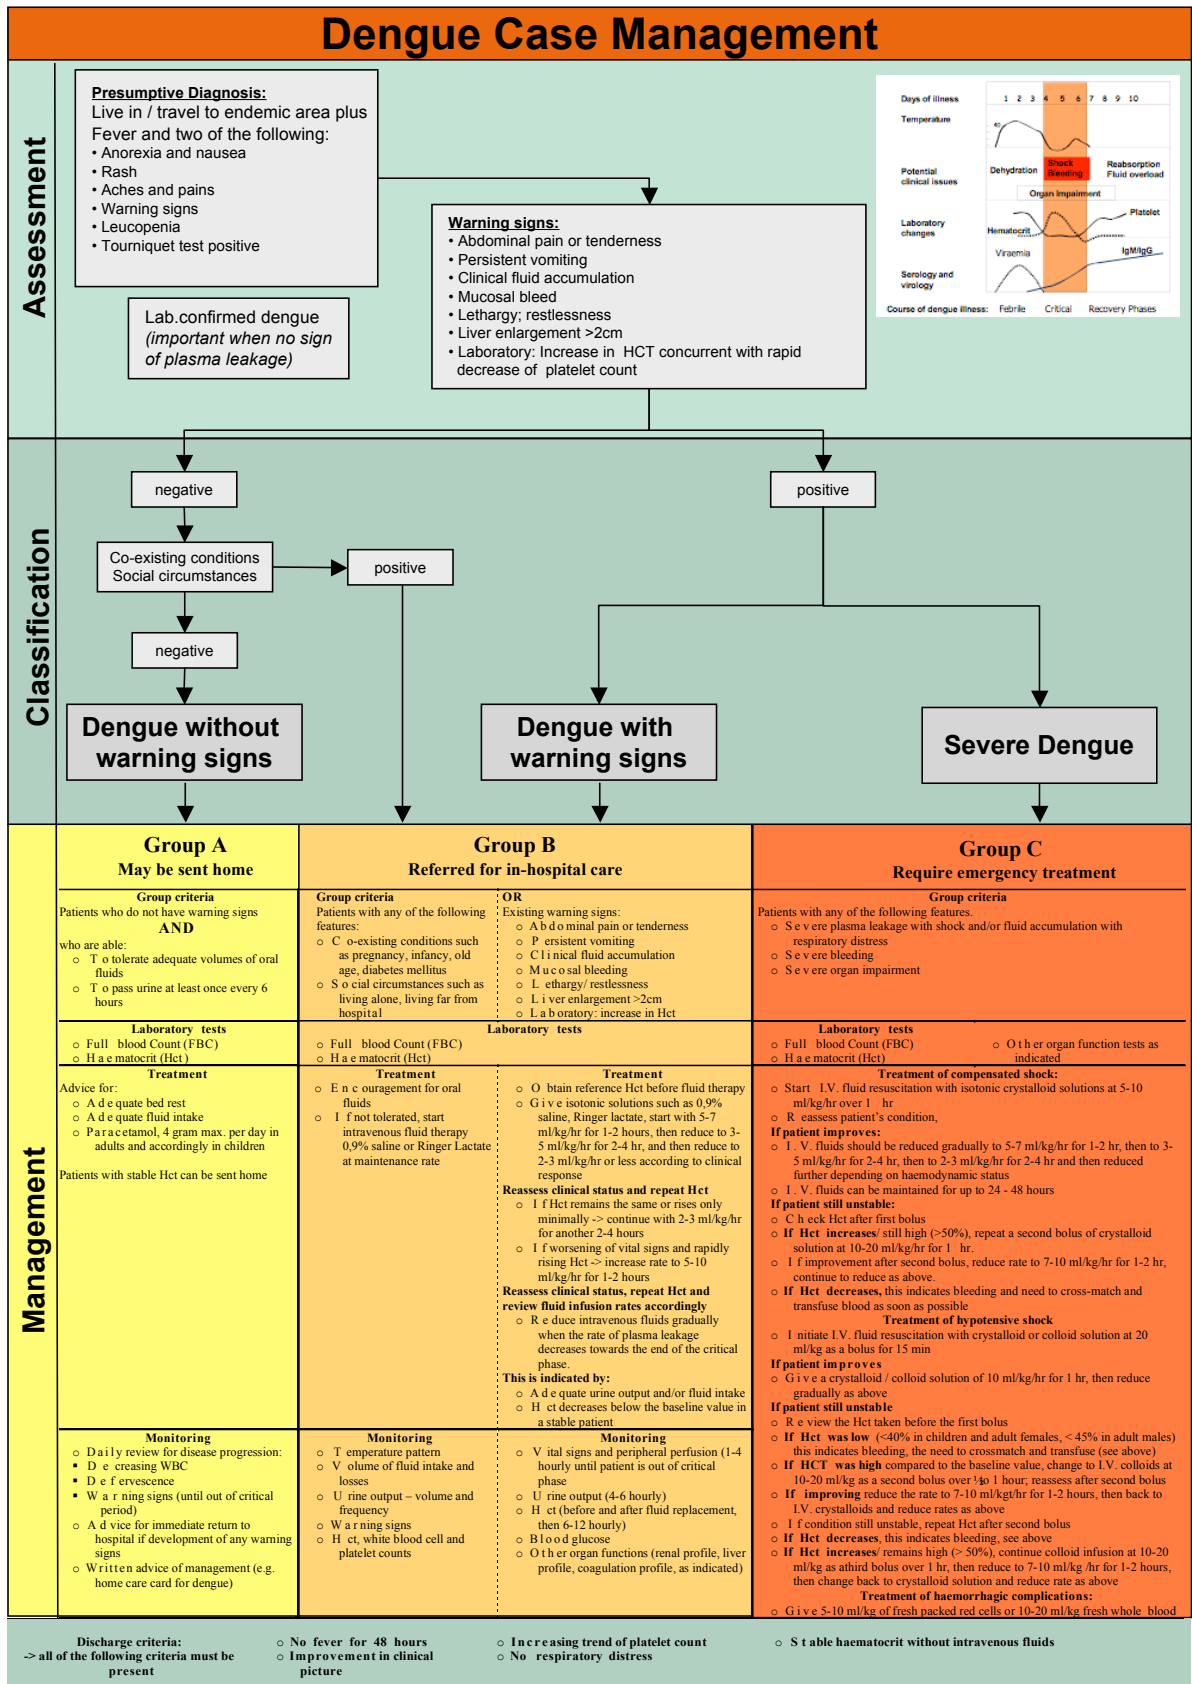 Dengue Case Management
Assessment
Presumptive Diagnosis:
Live in / travel to endemic area plus
Fever and two of the following:
• Anorexia and nausea
• Rash
• Aches and pains
• Warning signs
• Leucopenia
• Tourniquet test positive
Lab.confirmed dengue
(important when no sign
of plasma leakage)
Warning signs:
• Abdominal pain or tenderness
• Persistent vomiting
• Clinical fluid accumulation
• Mucosal bleed
• Lethargy; restlessness
• Liver enlargement >2cm
• Laboratory: Increase in HCT concurrent with rapid
decrease of platelet count
Days of illness 1 2 3 4 5 6 7 8 9 10
Temperature
40
Potential
clinical issues
Dehydration
Shock
Bleeding
Reabsorption
Fluid overload
Organ Impairment
Laboratory
changes
Platelet
Hematocrit
Viraemia
IgM/IgG
Serology and
virology
Course of dengue illness: Febrile Critical Recovery Phases
Classification
negative
positive
Co-existing conditions
Social circumstances
positive
negative
Dengue without
warning signs
Dengue with
warning signs
Severe Dengue
Management
Group A
May be sent home
Group criteria
Patients who do not have warning signs
AND
who are able:
o To tolerate adequate volumes of oral
fluids
o To pass urine at least once every 6
hours
Laboratory tests
o Full blood Count (FBC)
o Haematocrit (Hct)
Treatment
Advice for:
o Adequate bed rest
o Adequate fluid intake
o Paracetamol, 4 gram max. per day in
adults and accordingly in children
Patients with stable Hct can be sent home
Monitoring
o Daily review for disease progression:
▪ Decreasing WBC
▪ Defervescence
▪ Warning signs (until out of critical
period)
o Advice for immediate return to
hospital if development of any warning
signs
o Written advice of management (e.g.
home care card for dengue)
Group B
Referred for in-hospital care
Group criteria
Patients with any of the following
features:
o Co-existing conditions such
as pregnancy, infancy, old
age, diabetes mellitus
o Social circumstances such as
living alone, living far from
hospital
OR
Existing warning signs:
o Abdominal pain or tenderness
o Persistent vomiting
o Clinical fluid accumulation
o Mucosal bleeding
o Lethargy/ restlessness
o Liver enlargement >2cm
o Laboratory: increase in Hct
Laboratory tests
o Full blood Count (FBC)
o Haematocrit (Hct)
Treatment
o Encouragement for oral
fluids
o If not tolerated, start
intravenous fluid therapy
0,9% saline or Ringer Lactate
at maintenance rate
Treatment
o Obtain reference Hct before fluid therapy
o Give isotonic solutions such as 0,9%
saline, Ringer lactate, start with 5-7
ml/kg/hr for 1-2 hours, then reduce to 3-
5 ml/kg/hr for 2-4 hr, and then reduce to
2-3 ml/kg/hr or less according to clinical
response
Reassess clinical status and repeat Hct
o If Hct remains the same or rises only
minimally -> continue with 2-3 ml/kg/hr
for another 2-4 hours
o If worsening of vital signs and rapidly
rising Hct -> increase rate to 5-10
ml/kg/hr for 1-2 hours
Reassess clinical status, repeat Hct and
review fluid infusion rates accordingly
o Reduce intravenous fluids gradually
when the rate of plasma leakage
decreases towards the end of the critical
phase.
This is indicated by:
o Adequate urine output and/or fluid intake
o Hct decreases below the baseline value in
a stable patient
Monitoring
o Temperature pattern
o Volume of fluid intake and
losses
o Urine output – volume and
frequency
o Warning signs
o Hct, white blood cell and
platelet counts
Monitoring
o Vital signs and peripheral perfusion (1-4
hourly until patient is out of critical
phase
o Urine output (4-6 hourly)
o Hct (before and after fluid replacement,
then 6-12 hourly)
o Blood glucose
o Other organ functions (renal profile, liver
profile, coagulation profile, as indicated)
Group C
Require emergency treatment
Group criteria
Patients with any of the following features.
o Severe plasma leakage with shock and/or fluid accumulation with
respiratory distress
o Severe bleeding
o Severe organ impairment
Laboratory tests
o Full blood Count (FBC)
o Haematocrit (Hct)
o Other organ function tests as
indicated
Treatment of compensated shock:
o Start I.V. fluid resuscitation with isotonic crystalloid solutions at 5-10
ml/kg/hr over 1 hr
o Reassess patient's condition,
If patient improves:
o I.V. fluids should be reduced gradually to 5-7 ml/kg/hr for 1-2 hr, then to 3-
5 ml/kg/hr for 2-4 hr, then to 2-3 ml/kg/hr for 2-4 hr and then reduced
further depending on haemodynamic status
o I.V. fluids can be maintained for up to 24 - 48 hours
If patient still unstable:
o Check Hct after first bolus
o If Hct increases/ still high (>50%), repeat a second bolus of crystalloid
solution at 10-20 ml/kg/hr for 1 hr.
o If improvement after second bolus, reduce rate to 7-10 ml/kg/hr for 1-2 hr,
continue to reduce as above.
o If Hct decreases, this indicates bleeding and need to cross-match and
transfuse blood as soon as possible
Treatment of hypotensive shock
o Initiate I.V. fluid resuscitation with crystalloid or colloid solution at 20
ml/kg as a bolus for 15 min
If patient improves
o Give a crystalloid / colloid solution of 10 ml/kg/hr for 1 hr, then reduce
gradually as above
If patient still unstable
o Review the Hct taken before the first bolus
o If Hct was low (<40% in children and adult females, < 45% in adult males)
this indicates bleeding, the need to crossmatch and transfuse (see above)
o If HCT was high compared to the baseline value, change to I.V. colloids at
10-20 ml/kg as a second bolus over ½to 1 hour; reassess after second bolus
o If improving reduce the rate to 7-10 ml/kgt/hr for 1-2 hours, then back to
I.V. crystalloids and reduce rates as above
o If condition still unstable, repeat Hct after second bolus
o If Hct decreases, this indicates bleeding, see above
o If Hct increases/ remains high (> 50%), continue colloid infusion at 10-20
ml/kg as athird bolus over 1 hr, then reduce to 7-10 ml/kg /hr for 1-2 hours,
then change back to crystalloid solution and reduce rate as above
Treatment of haemorrhagic complications:
o Give 5-10 ml/kg of fresh packed red cells or 10-20 ml/kg fresh whole blood
Discharge criteria:
-> all of the following criteria must be
present
o No fever for 48 hours
o Improvement in clinical
picture
o Increasing trend of platelet count
o No respiratory distress
o Stable haematocrit without intravenous fluids